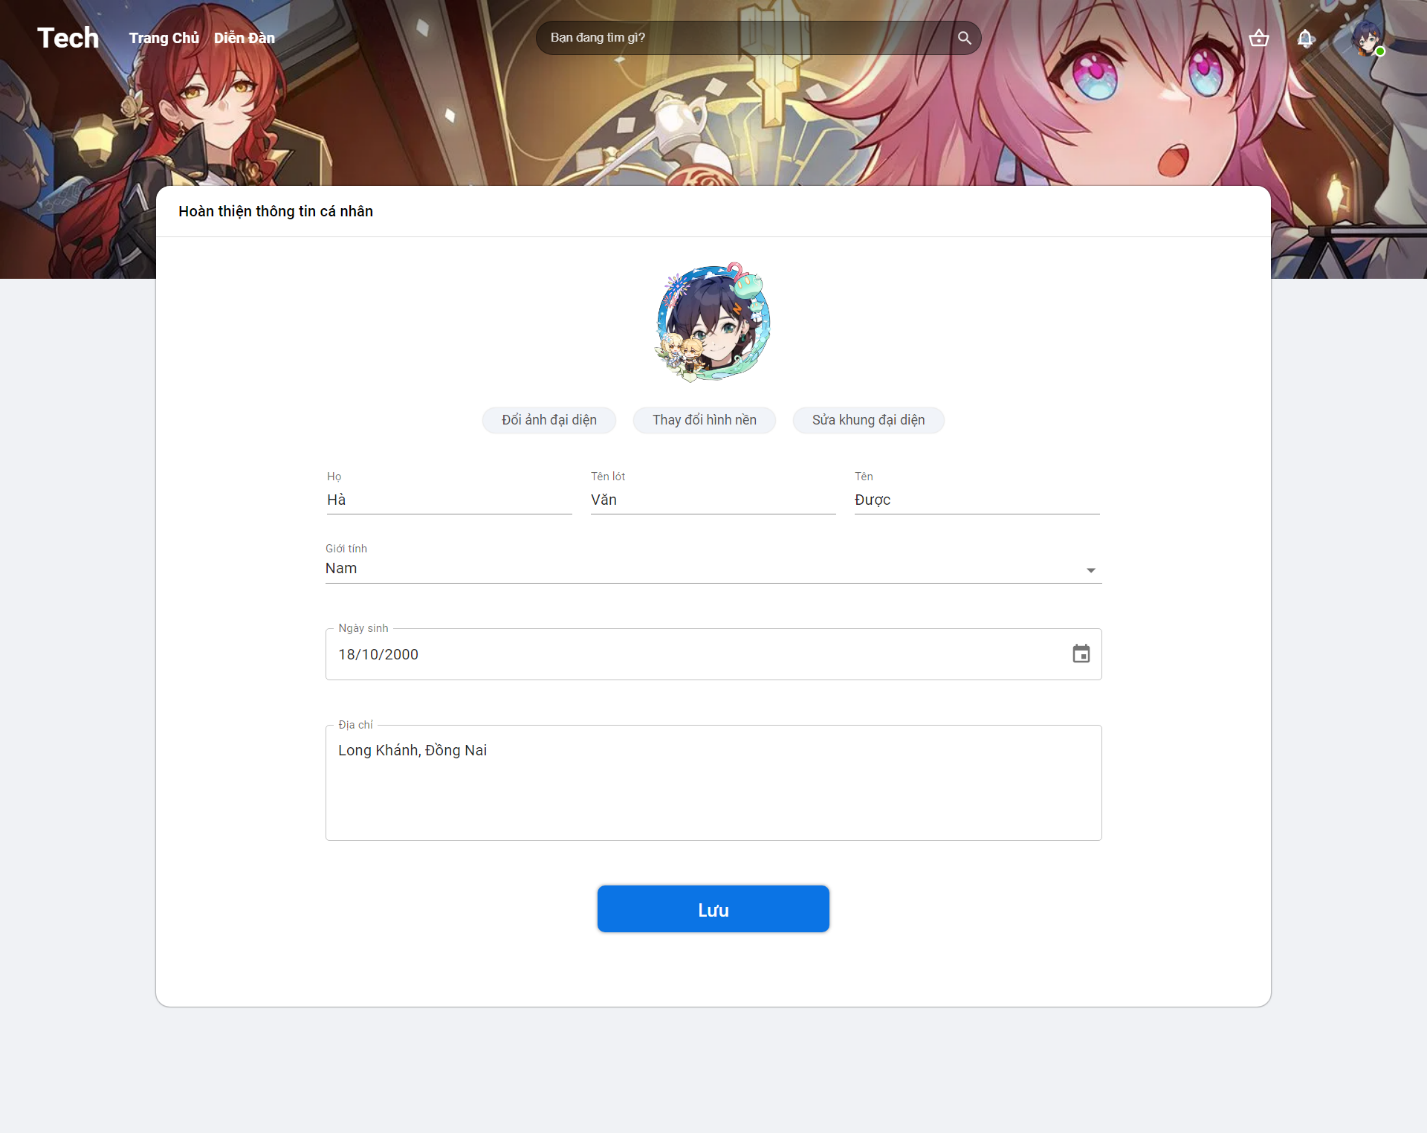 Tech
Trang Chủ
Diễn Đàn
Bạn đang tìm gì?
Hoàn thiện thông tin cá nhân
Đổi ảnh đại diện
Thay đổi hình nền
Sửa khung đại diện
Họ
Tên lót
Tên
Hà
Văn
Được
Giới tính
Nam
Ngày sinh
18/10/2000
Địa chỉ
Long Khánh, Đồng Nai
Lưu